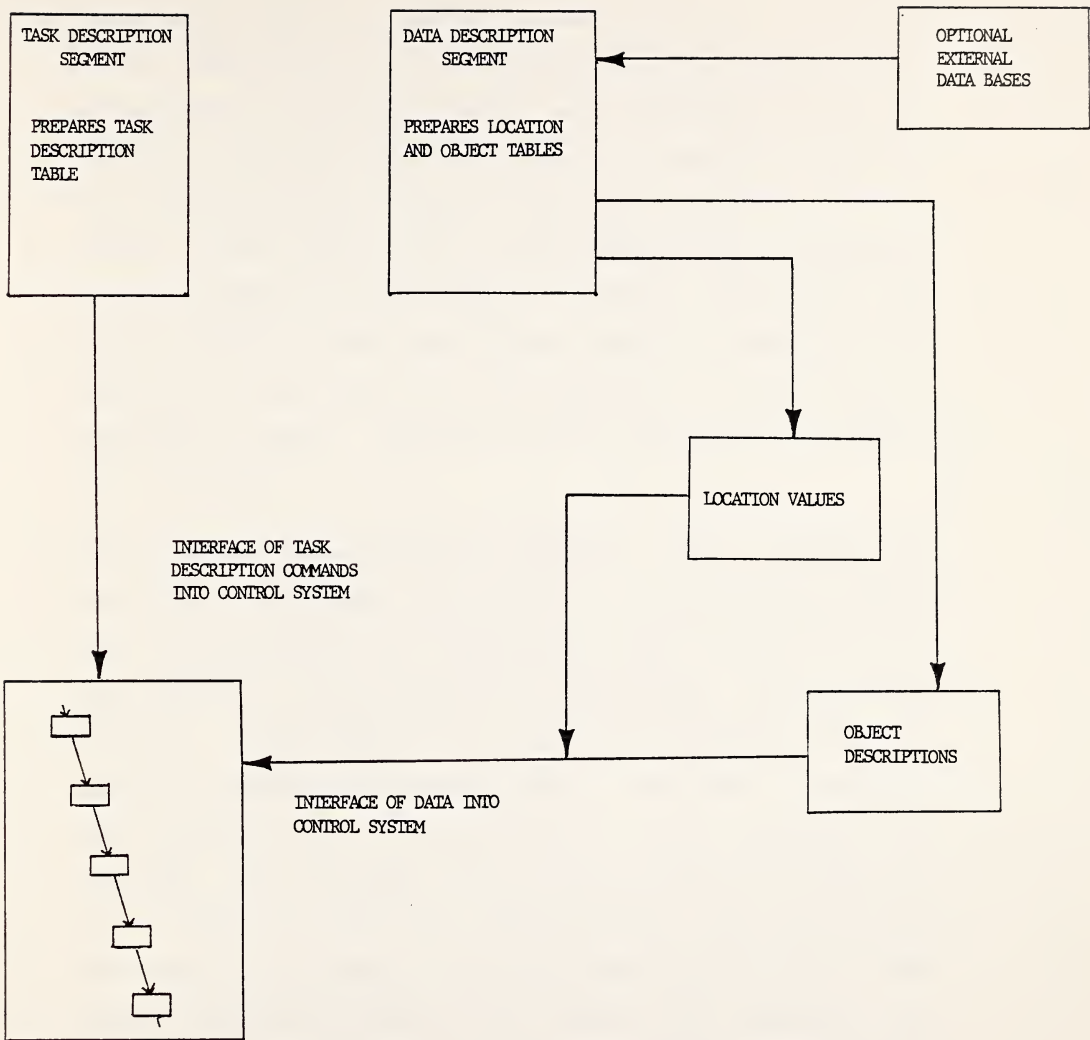 TASK DESCRIPTION
SEGMENT
PREPARES TASK
DESCRIPTION
TABLE
DATA DESCRIPTION
SEGMENT
PREPARES LOCATION
AND OBJECT TABLES
OPTIONAL
EXTERNAL
DATA BASES
LOCATION VALUES
INTERFACE OF TASK
DESCRIPTION COMMANDS
INTO CONTROL SYSTEM
OBJECT
DESCRIPTIONS
INTERFACE OF DATA INTO
CONTROL SYSTEM